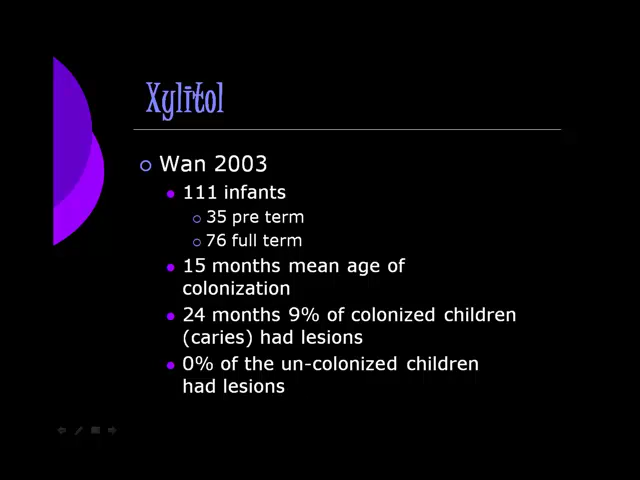 Xylitol
Wan 2003
111 infants
35 pre term
76 full term
15 months mean age of
colonization
24 months 9% of colonized children
(caries) had lesions
0% of the un-colonized children
had lesions